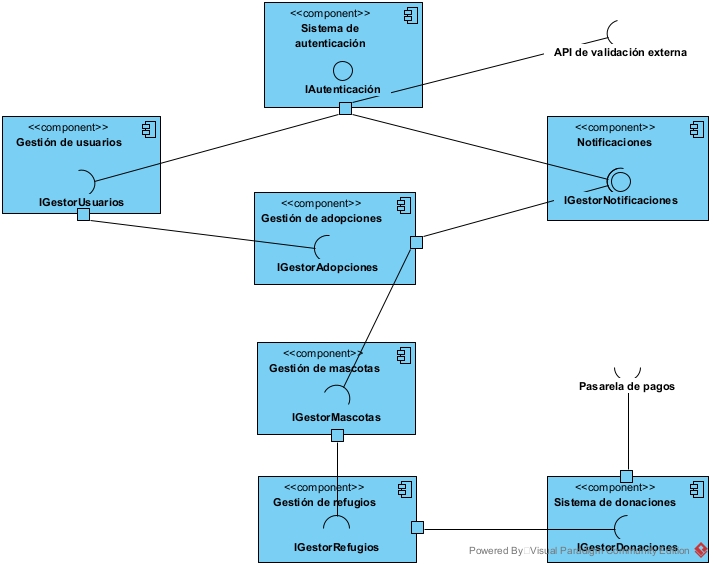 <<component>>
Sistema de
autenticación
IAutenticación
API de validación externa
<<component>>
Gestión de usuarios
IGestorUsuarios
<<component>>
Notificaciones
IGestorNotificaciones
<<component>>
Gestión de adopciones
IGestorAdopciones
<<component>>
Gestión de mascotas
IGestorMascotas
Pasarela de pagos
<<component>>
Gestión de refugios
IGestorRefugios
<<component>>
Sistema de donaciones
IGestorDonaciones
Powered By Visual Paradigm Community Edition